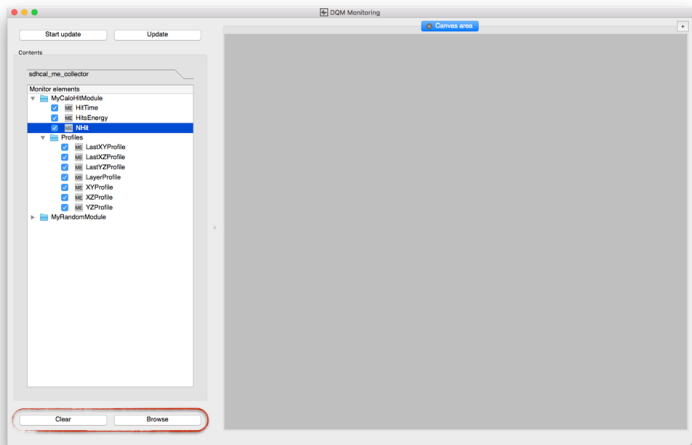 DQM Monitoring
Start update
Update
Canvas area
+
Contents
sdhcal_me_collector
Monitor elements
MyCaloHitModule
ME HitTime
ME HitsEnergy
ME NHit
Profiles
ME LastXYProfile
ME LastXZProfile
ME LastYZProfile
ME LayerProfile
ME XYProfile
ME XZProfile
ME YZProfile
MyRandomModule
Clear
Browse